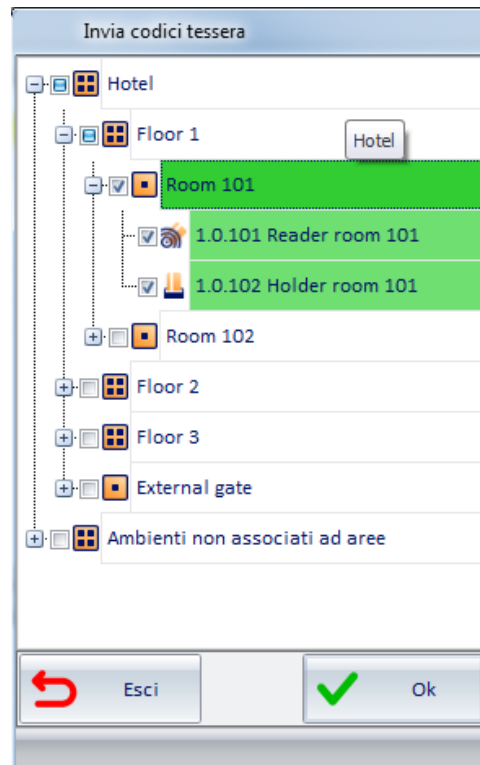 Invia codici tessera
Hotel
Floor 1
Hotel
Room 101
1.0.101 Reader room 101
1.0.102 Holder room 101
Room 102
Floor 2
Floor 3
External gate
Ambienti non associati ad aree
Esci
Ok